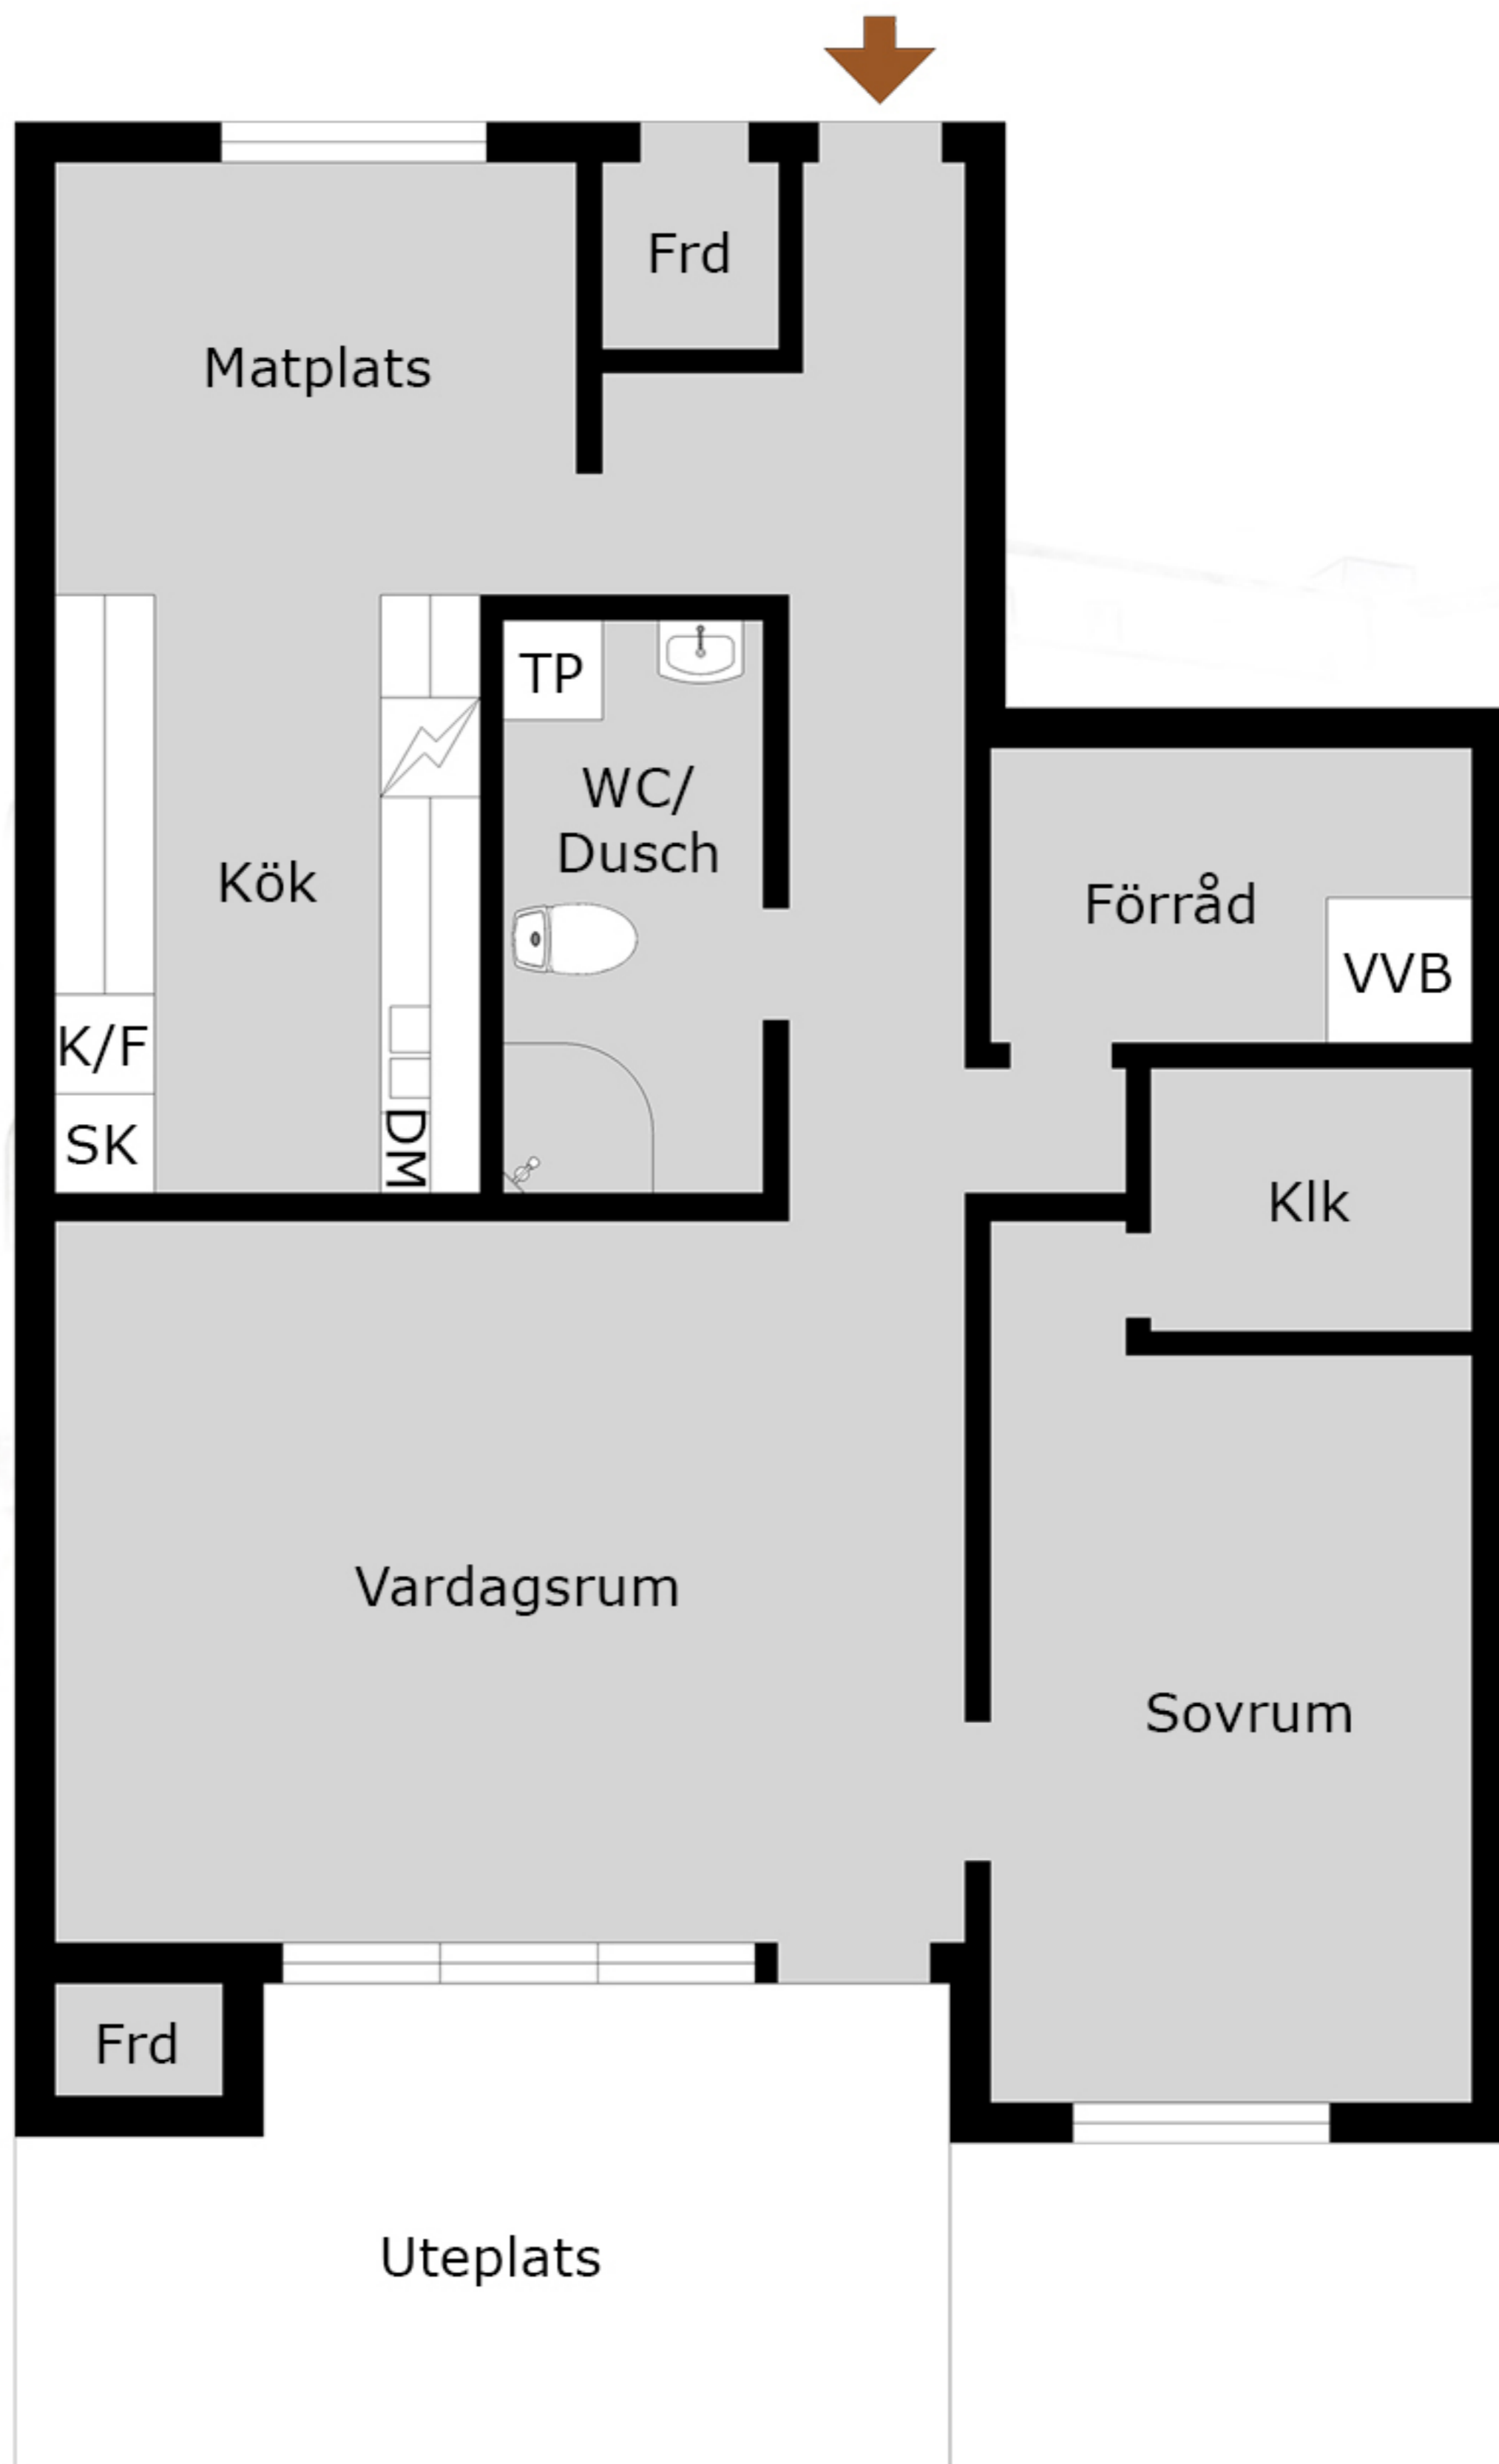 Frd
Matplats
TP
WC/
Dusch
Kök
Förråd
VVB
K/F
SK
DM
Klk
Vardagsrum
Sovrum
Frd
Uteplats